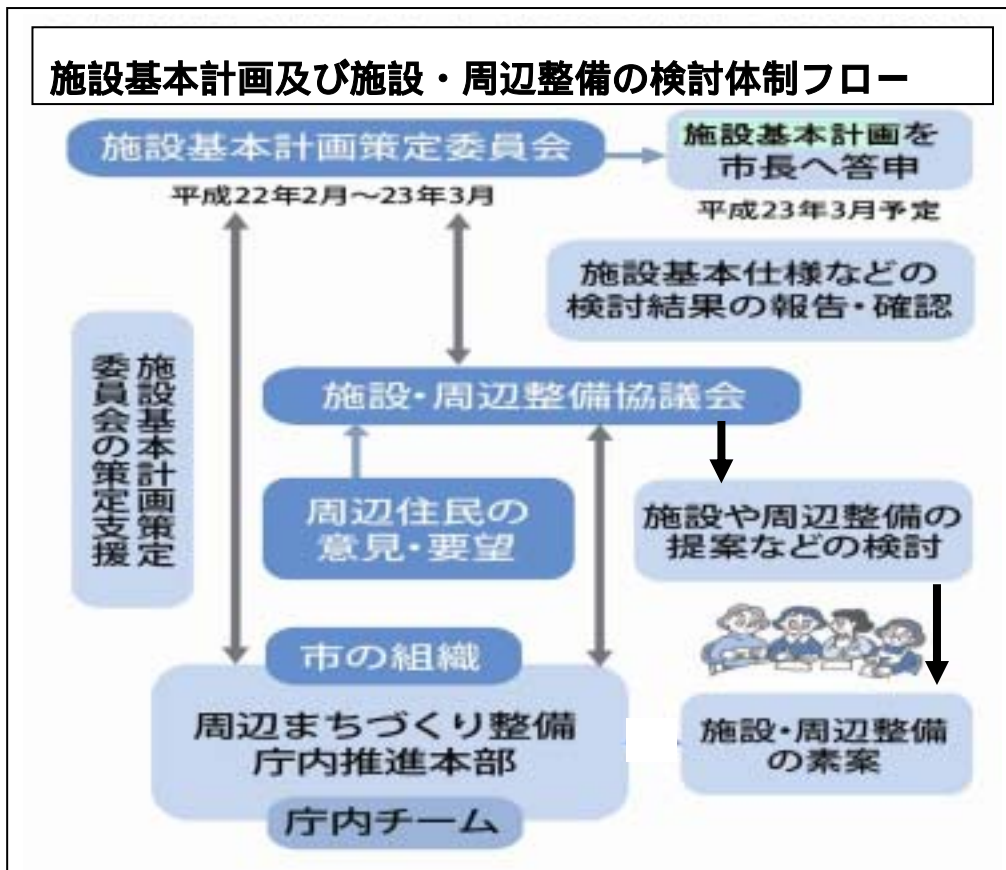 施設基本計画及び施設・周辺整備の検討体制フロー
施設基本計画策定委員会
平成22年2月〜23年3月
施設基本計画を
市長へ答申
平成23年3月予定
施設基本仕様などの
検討結果の報告・確認
施設基本計画策定
委員会の策定支援
施設・周辺整備協議会
周辺住民の
意見・要望
施設や周辺整備の
提案などの検討
市の組織
周辺まちづくり整備
庁内推進本部
庁内チーム
施設・周辺整備
の素案